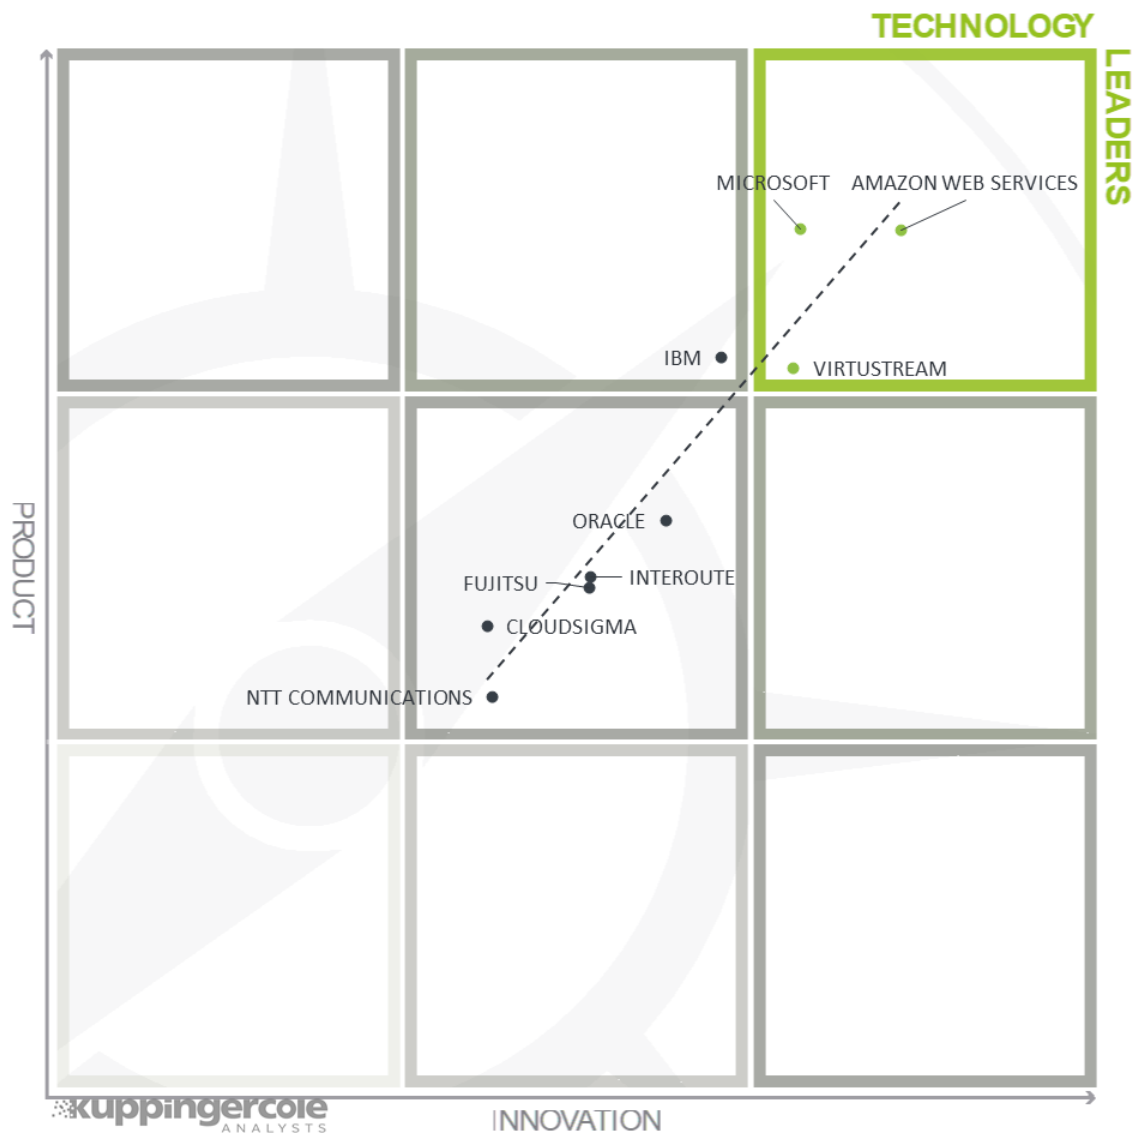 TECHNOLOGY
LEADERS
MICROSOFT
AMAZON WEB SERVICES
IBM
VIRTUSTREAM
ORACLE
INTEROUTE
FUJITSU
CLOUDSIGMA
NTT COMMUNICATIONS
PRODUCT
INNOVATION
kuppingercole
ANALYSTS